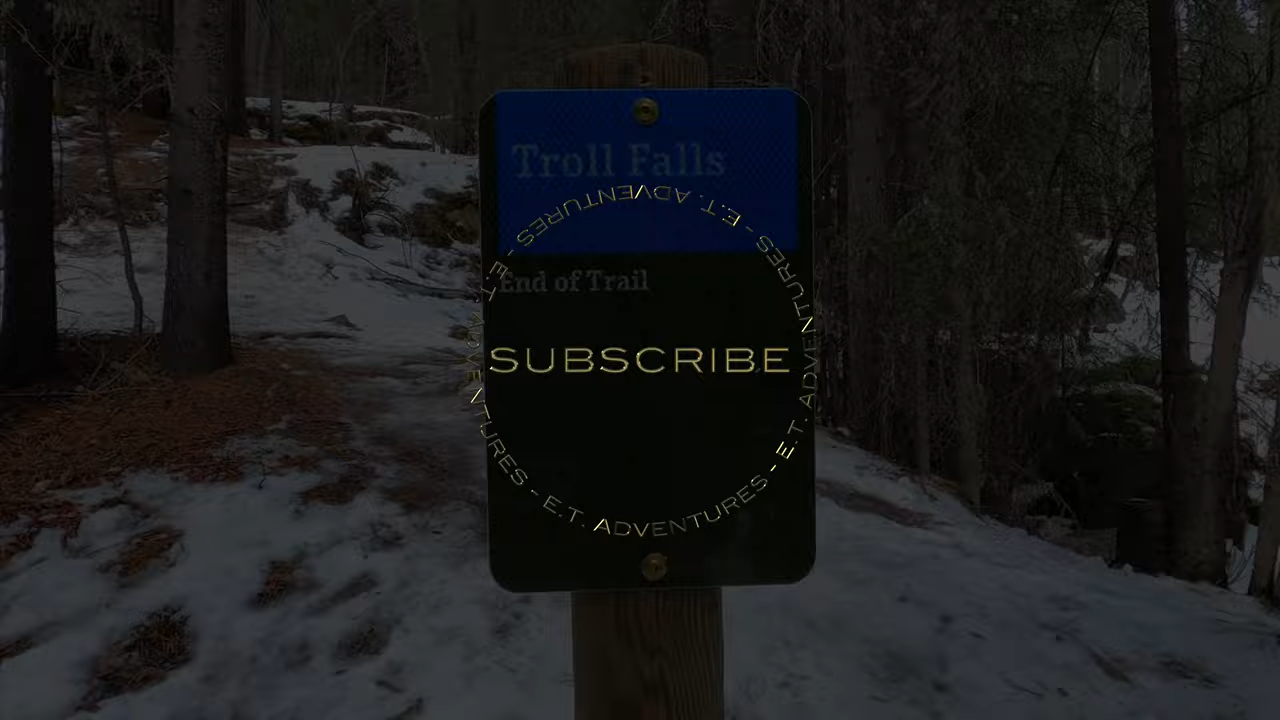 Troll Falls
End of Trail
SUBSCRIBE
E.T. ADVENTURES - E.T. ADVENTURES - E.T. ADVENTURES - E.T. ADVENTURES -